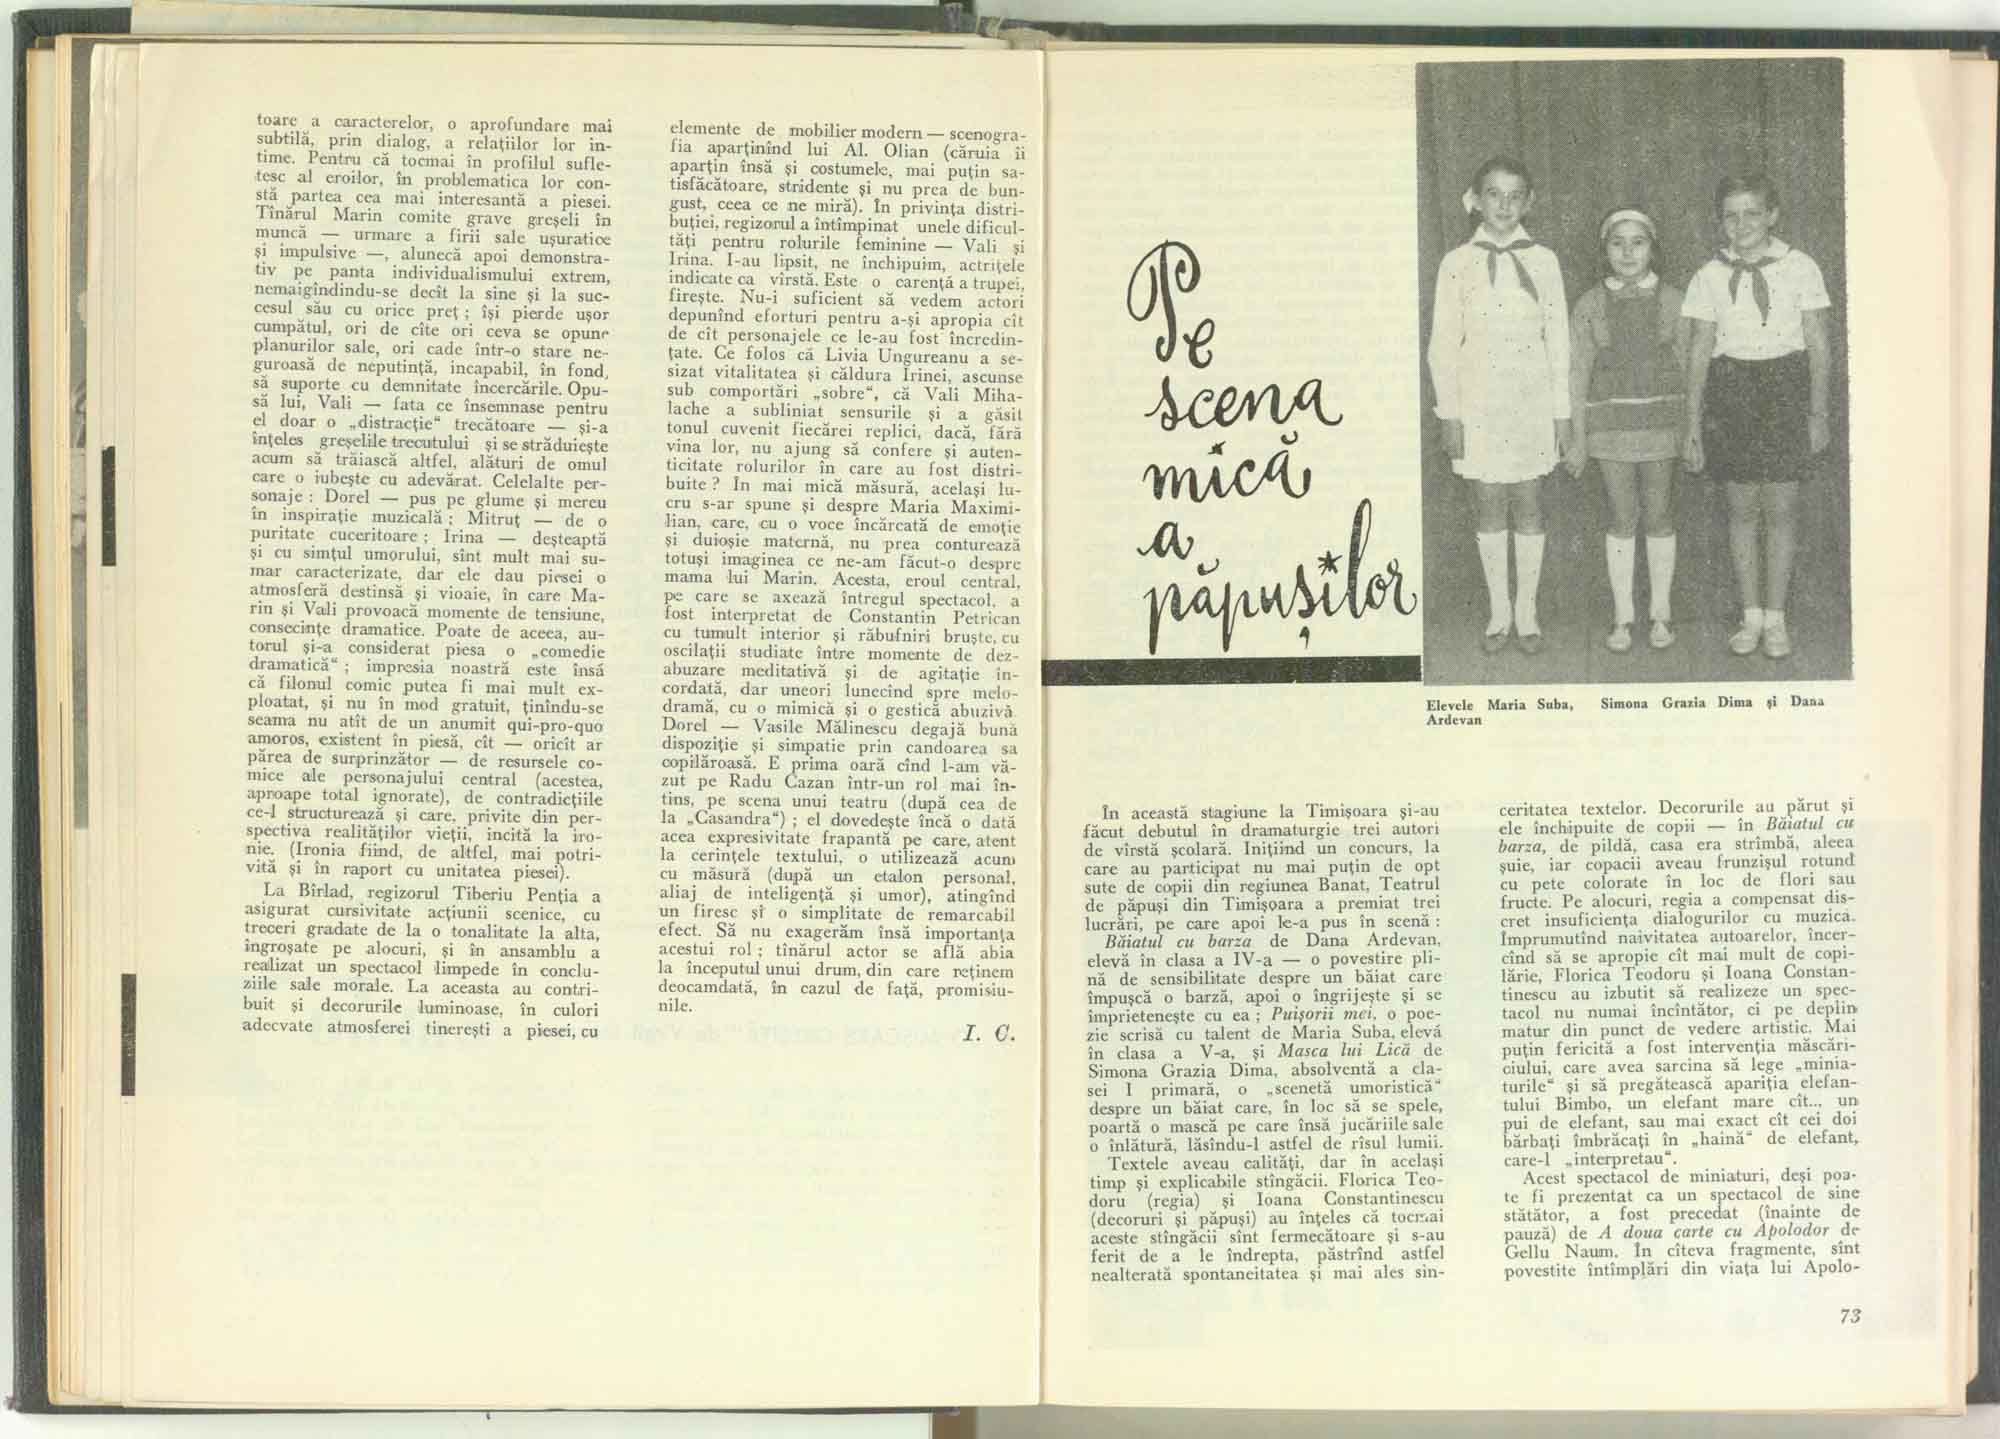 toare a caracterelor, o aprofundare mai
subtilă, prin dialog, a relațiilor lor in-
time. Pentru că tocmai în profilul sufle-
tesc al eroilor, în problematica lor con-
stă partea cea mai interesantă a piesei.
Tînărul Marin comite grave greșeli în
muncă — urmare a firii sale ușuratice
și impulsive —, alunecă apoi demonstra-
tiv pe panta individualismului extrem,
nemaigîndindu-se decît la sine și la suc-
cesul său cu orice preț ; își pierde ușor
cumpătul, ori de cîte ori ceva se opune
planurilor sale, ori cade într-o stare ne-
guroasă de neputință, incapabil, în fond,
să suporte cu demnitate încercările. Opu-
să lui, Vali — fata ce însemnase pentru
el doar o „distracție“ trecătoare — și-a
înțeles greșelile trecutului și se străduiește
acum să trăiască altfel, alături de omul
care o iubește cu adevărat. Celelalte per-
sonaje : Dorel — pus pe glume și mereu
în inspirație muzicală ; Mitruț — de o
puritate cuceritoare ; Irina — deșteaptă
și cu simțul umorului, sînt mult mai su-
mar caracterizate, dar ele dau piesei o
atmosferă destinsă și vioaie, în care Ma-
rin și Vali provoacă momente de tensiune,
consecințe dramatice. Poate de aceea, au-
torul și-a considerat piesa o „comedie
dramatică“ ; impresia noastră este însă
că filonul comic putea fi mai mult ex-
ploatat, și nu în mod gratuit, ținîndu-se
seama nu atît de un anumit qui-pro-quo
amoros, existent în piesă, cît — oricît ar
părea de surprinzător — de resursele co-
mice ale personajului central (acestea,
aproape total ignorate), de contradicțiile
ce-l structurează și care, privite din per-
spectiva realităților vieții, incită la iro-
nie. (Ironia fiind, de altfel, mai potri-
vită și în raport cu unitatea piesei).
La Bîrlad, regizorul Tiberiu Penția a
asigurat cursivitate acțiunii scenice, cu
treceri gradate de la o tonalitate la alta,
îngroșate pe alocuri, și în ansamblu a
realizat un spectacol limpede în conclu-
ziile sale morale. La aceasta au contri-
buit și decorurile luminoase, în culori
adecvate atmosferei tinerești a piesei, cu
elemente de mobilier modern — scenogra-
fia aparținînd lui Al. Olian (căruia îi
aparțin însă și costumele, mai puțin sa-
tisfăcătoare, stridente și nu prea de bun-
gust, ceea ce ne miră). În privința distri-
buției, regizorul a întîmpinat unele dificul-
tăți pentru rolurile feminine — Vali și
Irina. I-au lipsit, ne închipuim, actrițele
indicate ca vîrstă. Este o carență a trupei,
firește. Nu-i suficient să vedem actori
depunînd eforturi pentru a-și apropia cît
de cît personajele ce le-au fost încredin-
țate. Ce folos că Livia Ungureanu a se-
sizat vitalitatea și căldura Irinei, ascunse
sub comportări „sobre“, că Vali Miha-
lache a subliniat sensurile și a găsit
tonul cuvenit fiecărei replici, dacă, fără
vina lor, nu ajung să confere și auten-
ticitate rolurilor în care au fost distri-
buite ? În mai mică măsură, același lu-
cru s-ar spune și despre Maria Maximi-
lian, care, cu o voce încărcată de emoție
și duioșie maternă, nu prea conturează
totuși imaginea ce ne-am făcut-o despre
mama lui Marin. Acesta, eroul central,
pe care se axează întregul spectacol, a
fost interpretat de Constantin Petrican
cu tumult interior și răbufniri bruște, cu
oscilații studiate între momente de dez-
abuzare meditativă și de agitație în-
cordată, dar uneori lunecînd spre melo-
dramă, cu o mimică și o gestică abuzivă.
Dorel — Vasile Mălinescu degajă bună
dispoziție și simpatie prin candoarea sa
copilăroasă. E prima oară cînd l-am vă-
zut pe Radu Cazan într-un rol mai în-
tins, pe scena unui teatru (după cea de
la „Casandra“) ; el dovedește încă o dată
acea expresivitate frapantă pe care, atent
la cerințele textului, o utilizează acum
cu măsură (după un etalon personal,
aliaj de inteligență și umor), atingînd
un firesc și o simplitate de remarcabil
efect. Să nu exagerăm însă importanța
acestui rol ; tînărul actor se află abia
la începutul unui drum, din care reținem
deocamdată, în cazul de față, promisiu-
nile.
I. C.
Pe
scena
mică
a
păpușilor
Elevele Maria Suba, Simona Grazia Dima și Dana
Ardevan
În această stagiune la Timișoara și-au
făcut debutul în dramaturgie trei autori
de vîrstă școlară. Inițiind un concurs, la
care au participat nu mai puțin de opt
sute de copii din regiunea Banat, Teatrul
de păpuși din Timișoara a premiat trei
lucrări, pe care apoi le-a pus în scenă :
Băiatul cu barza de Dana Ardevan,
elevă în clasa a IV-a — o povestire pli-
nă de sensibilitate despre un băiat care
împușcă o barză, apoi o îngrijește și se
împrietenește cu ea ; Puișorii mei, o poe-
zie scrisă cu talent de Maria Suba, elevă
în clasa a V-a, și Masca lui Lică de
Simona Grazia Dima, absolventă a cla-
sei I primară, o „scenetă umoristică“
despre un băiat care, în loc să se spele,
poartă o mască pe care însă jucăriile sale
o înlătură, lăsîndu-l astfel de rîsul lumii.
Textele aveau calități, dar în același
timp și explicabile stîngăcii. Florica Teo-
doru (regia) și Ioana Constantinescu
(decoruri și păpuși) au înțeles că tocmai
aceste stîngăcii sînt fermecătoare și s-au
ferit de a le îndrepta, păstrînd astfel
nealterată spontaneitatea și mai ales sin-
ceritatea textelor. Decorurile au părut și
ele închipuite de copii — în Băiatul cu
barza, de pildă, casa era strîmbă, aleea
șuie, iar copacii aveau frunzișul rotund
cu pete colorate în loc de flori sau
fructe. Pe alocuri, regia a compensat dis-
cret insuficiența dialogurilor cu muzică.
Împrumutînd naivitatea autoarelor, încer-
cînd să se apropie cît mai mult de copi-
lărie, Florica Teodoru și Ioana Constan-
tinescu au izbutit să realizeze un spec-
tacol nu numai încîntător, ci pe deplin
matur din punct de vedere artistic. Mai
puțin fericită a fost intervenția măscări-
ciului, care avea sarcina să lege „minia-
turile“ și să pregătească apariția elefan-
tului Bimbo, un elefant mare cît... un
pui de elefant, sau mai exact cît cei doi
bărbați îmbrăcați în „haină“ de elefant,
care-l „interpretau“.
Acest spectacol de miniaturi, deși poa-
te fi prezentat ca un spectacol de sine
stătător, a fost precedat (înainte de
pauză) de A doua carte cu Apolodor de
Gellu Naum. În cîteva fragmente, sînt
povestite întîmplări din viața lui Apolo-
73